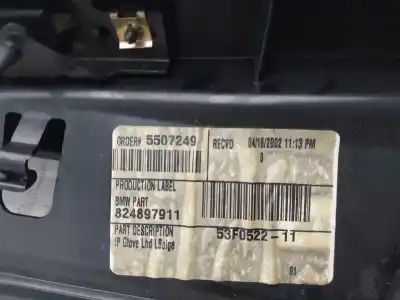 ORDER# 5507249
RECVD 04/18/2002 11:13 PM
0
PRODUCTION LABEL
BMW PART
824697911
PART DESCRIPTION
IP Glove Lhd LBeige
53F0522-11
01